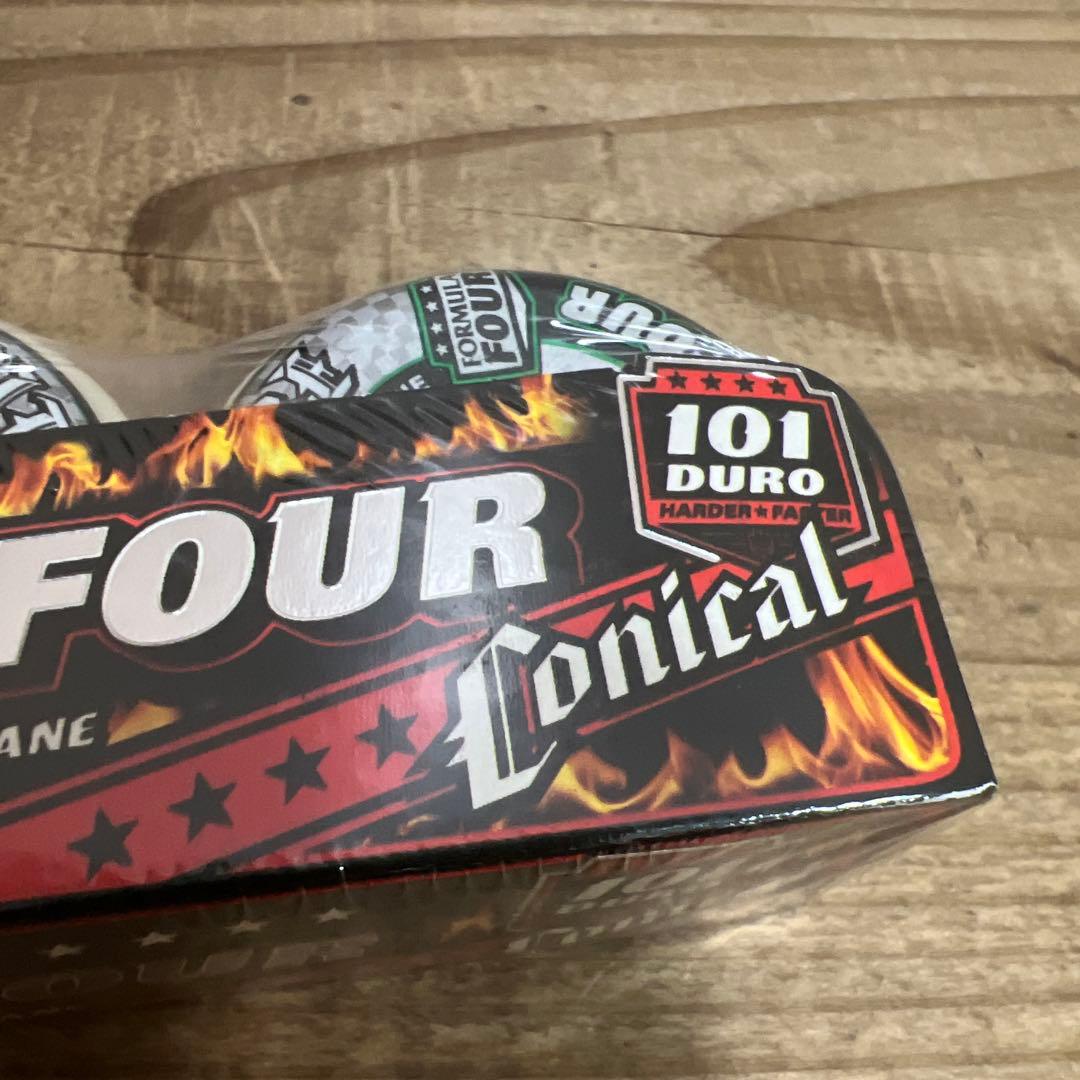 FORMULA
FOUR
FOUR
101
DURO
HARDER★FASTER
FOUR
Conical
ANE